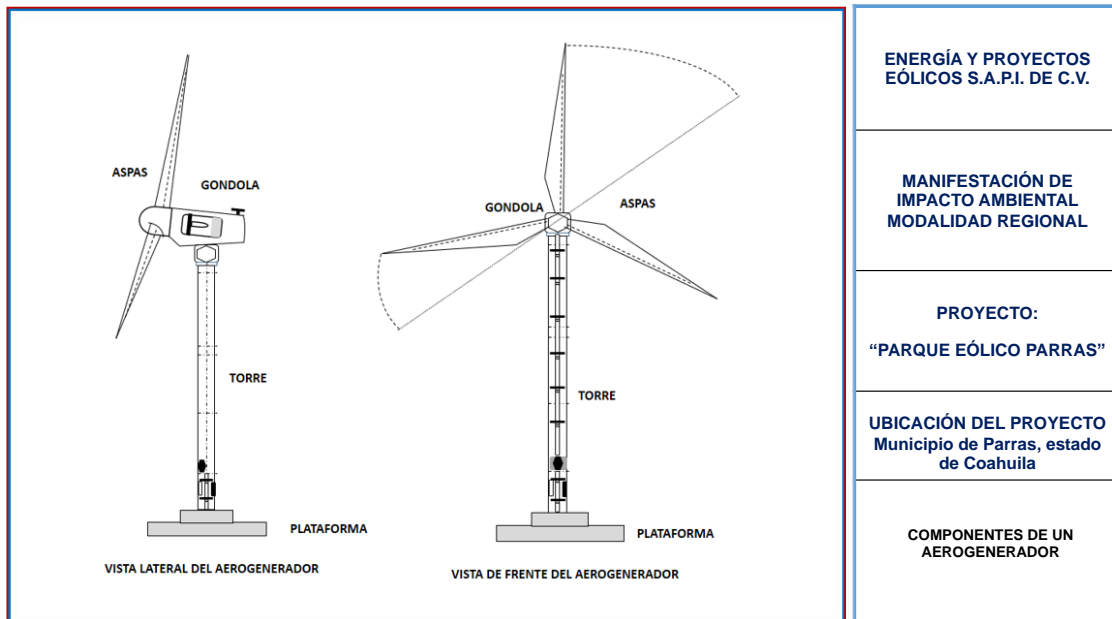 ASPAS
GONDOLA
TORRE
PLATAFORMA
VISTA LATERAL DEL AEROGENERADOR
GONDOLA
ASPAS
TORRE
PLATAFORMA
VISTA DE FRENTE DEL AEROGENERADOR
ENERGÍA Y PROYECTOS
EÓLICOS S.A.P.I. DE C.V.
MANIFESTACIÓN DE
IMPACTO AMBIENTAL
MODALIDAD REGIONAL
PROYECTO:
“PARQUE EÓLICO PARRAS”
UBICACIÓN DEL PROYECTO
Municipio de Parras, estado
de Coahuila
COMPONENTES DE UN
AEROGENERADOR